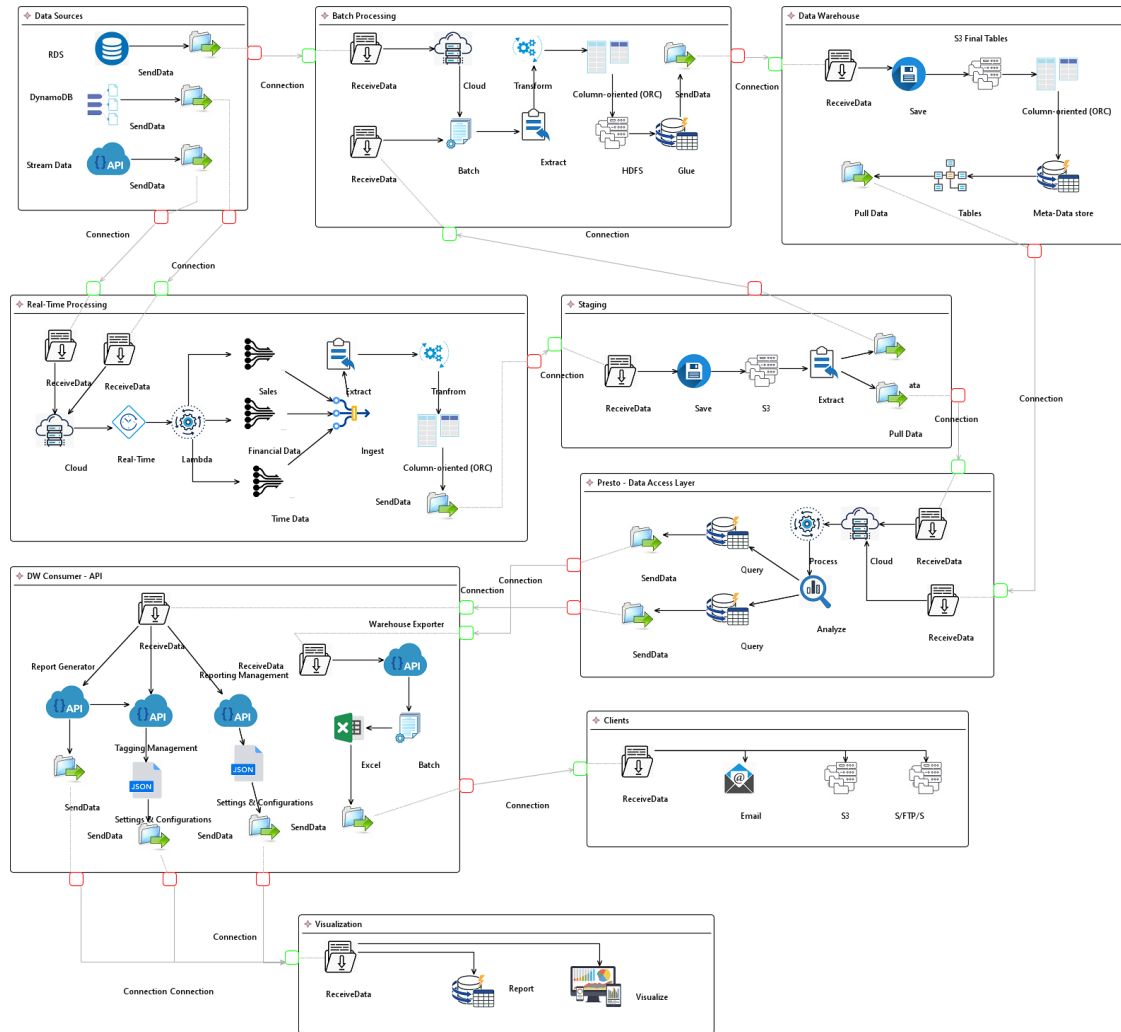 Data Sources
RDS
SendData
DynamoDB
SendData
Stream Data
API
SendData
Connection
Batch Processing
ReceiveData
Cloud
Transform
Column-oriented (ORC)
SendData
ReceiveData
Batch
Extract
HDFS
Glue
Connection
Data Warehouse
S3 Final Tables
ReceiveData
Save
Column-oriented (ORC)
Pull Data
Tables
Meta-Data store
Connection
Connection
Connection
Real-Time Processing
ReceiveData
ReceiveData
Sales
Extract
Tranfrom
Cloud
Real-Time
Lambda
Financial Data
Ingest
Column-oriented (ORC)
Time Data
SendData
Connection
Staging
ReceiveData
Save
S3
Extract
ata
Pull Data
Connection
Connection
Presto - Data Access Layer
SendData
Query
Process
Cloud
ReceiveData
SendData
Query
Analyze
ReceiveData
Connection
Connection
DW Consumer - API
Warehouse Exporter
ReceiveData
Report Generator
ReceiveData
Reporting Management
API
API
API
API
Tagging Management
JSON
JSON
Excel
Batch
SendData
Settings & Configurations
Settings & Configurations
SendData
SendData
SendData
Connection
Clients
ReceiveData
Email
S3
S/FTP/S
Connection
Connection Connection
Visualization
ReceiveData
Report
Visualize